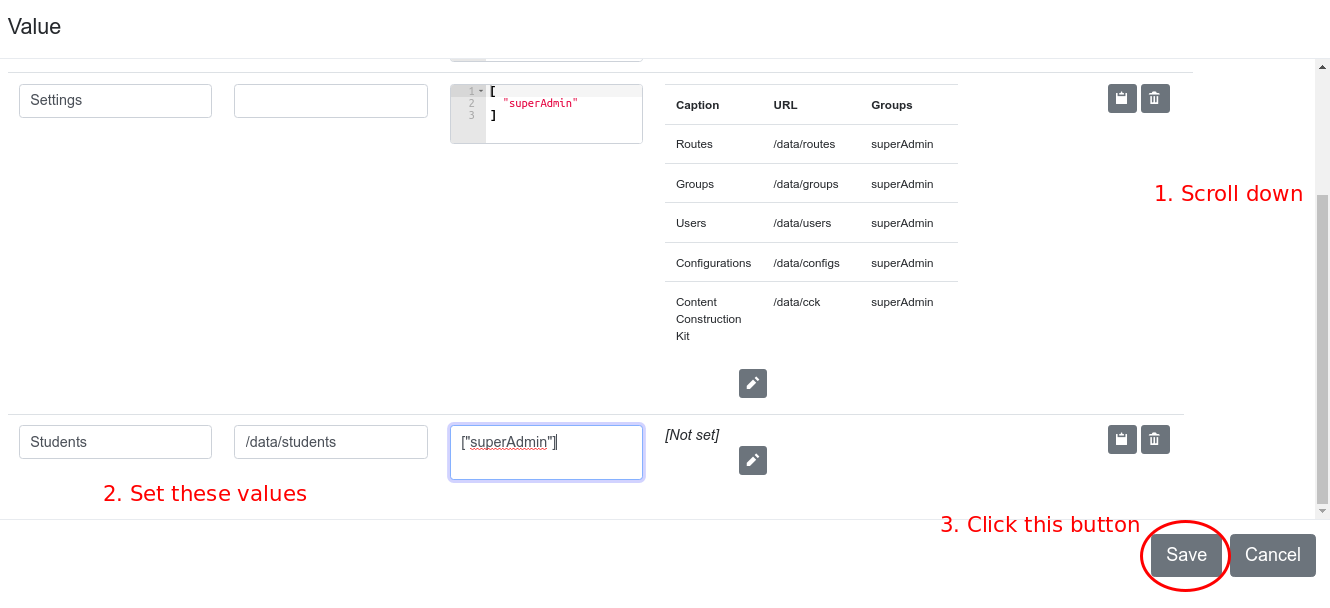 Value
Settings
1 [
2 "superAdmin"
3 ]
Caption URL Groups
Routes /data/routes superAdmin
Groups /data/groups superAdmin
Users /data/users superAdmin
Configurations /data/configs superAdmin
Content /data/cck superAdmin
Construction
Kit
1. Scroll down
Students /data/students ["superAdmin"] [Not set]
2. Set these values
3. Click this button
Save Cancel